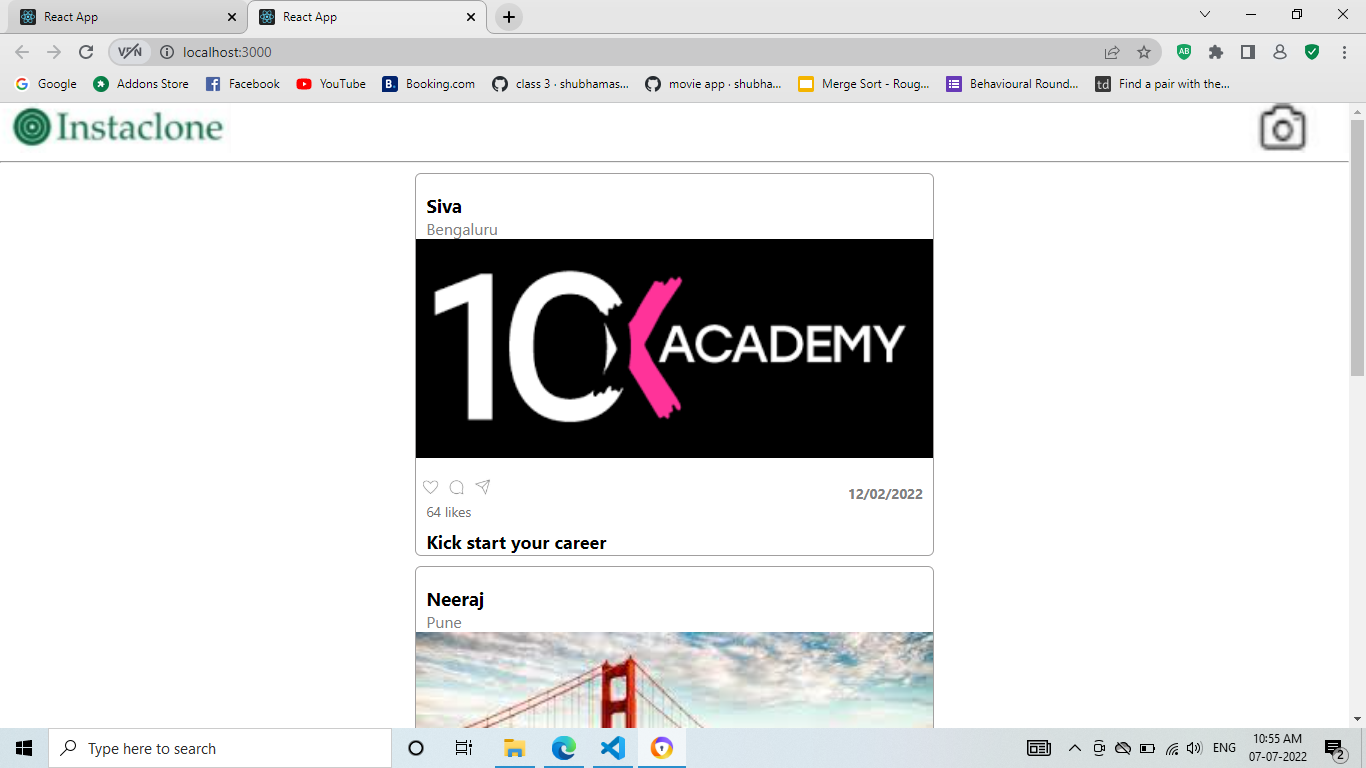 React App
React App
VPN
localhost:3000
AB
Google
Addons Store
Facebook
YouTube
B.
Booking.com
class 3 · shubhamas...
movie app · shubha...
Merge Sort - Roug...
Behavioural Round...
td
Find a pair with the...
Instaclone
Siva
Bengaluru
10X ACADEMY
12/02/2022
64 likes
Kick start your career
Neeraj
Pune
Type here to search
ENG
10:55 AM
07-07-2022
2